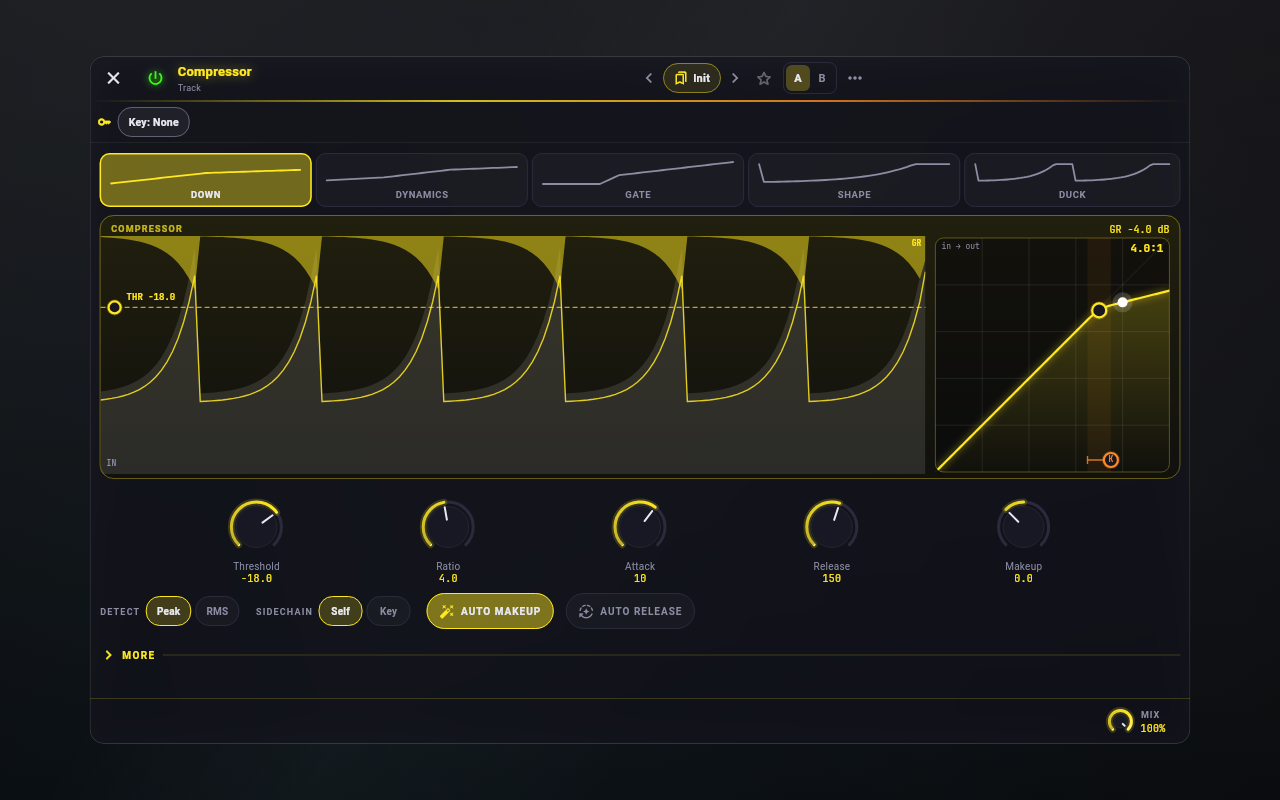 Compressor
Track
Init
A
B
Key: None
DOWN
DYNAMICS
GATE
SHAPE
DUCK
COMPRESSOR
GR -4.0 dB
GR
in → out
4.0:1
THR -18.0
IN
K
Threshold
-18.0
Ratio
4.0
Attack
10
Release
150
Makeup
0.0
DETECT
Peak
RMS
SIDECHAIN
Self
Key
AUTO MAKEUP
AUTO RELEASE
MORE
MIX
100%